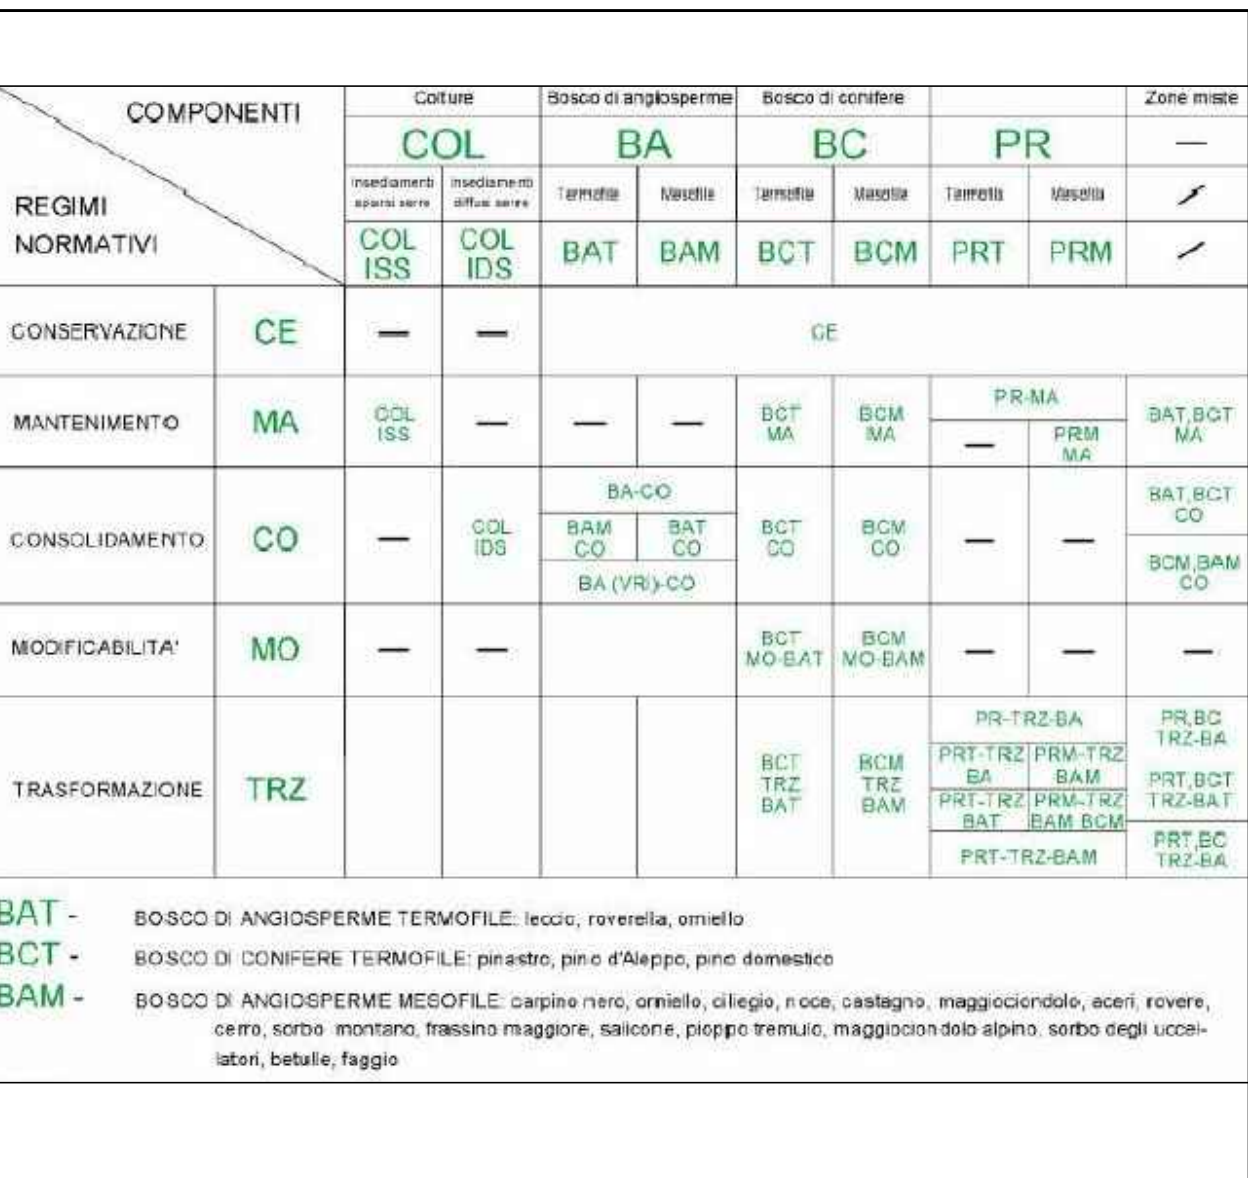 COMPONENTI
REGIMI
NORMATIVI
Colture
Bosco di angiosperme
Bosco di conifere
Zone miste
COL
BA
BC
PR
—
Insediamenti
sparsi serre
Insediamenti
diffusi serre
Termofile
Mesofile
Termofile
Mesofile
Termofila
Mesofila
COL
ISS
COL
IDS
BAT
BAM
BCT
BCM
PRT
PRM
CONSERVAZIONE
CE
—
—
CE
MANTENIMENTO
MA
COL
ISS
—
—
—
BCT
MA
BCM
MA
PR-MA
—
PRM
MA
BAT,BCT
MA
CONSOLIDAMENTO
CO
—
COL
IDS
BA-CO
BAM
CO
BAT
CO
BA (VRI)-CO
BCT
CO
BCM
CO
—
—
BAT,BCT
CO
BCM,BAM
CO
MODIFICABILITA'
MO
—
—
BCT
MO-BAT
BCM
MO-BAM
—
—
—
TRASFORMAZIONE
TRZ
BCT
TRZ
BAT
BCM
TRZ
BAM
PR-TRZ-BA
PRT-TRZ
BA
PRM-TRZ
BAM
PRT-TRZ
BAT
PRM-TRZ
BAM BCM
PRT-TRZ-BAM
PR,BC
TRZ-BA
PRT,BCT
TRZ-BAT
PRT,BC
TRZ-BA
BAT - BOSCO DI ANGIOSPERME TERMOFILE: leccio, roverella, orniello
BCT - BOSCO DI CONIFERE TERMOFILE: pinastro, pino d'Aleppo, pino domestico
BAM - BOSCO DI ANGIOSPERME MESOFILE: carpino nero, orniello, ciliegio, noce, castagno, maggiociondolo, aceri, rovere,
cerro, sorbo montano, frassino maggiore, salicone, pioppo tremulo, maggiociondolo alpino, sorbo degli uccel-
latori, betulle, faggio